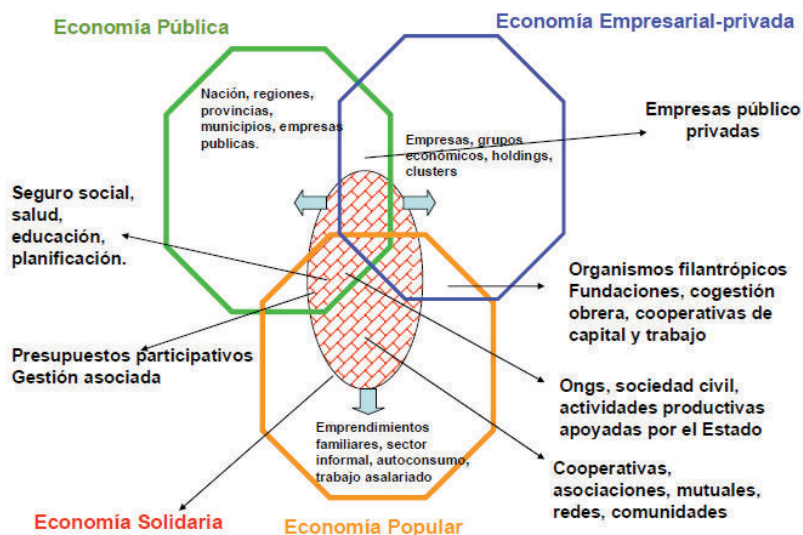 Economía Pública
Economía Empresarial-privada
Nación, regiones,
provincias,
municipios, empresas
publicas.
Empresas, grupos
económicos, holdings,
clusters
Empresas público
privadas
Seguro social,
salud,
educación,
planificación.
Organismos filantrópicos
Fundaciones, cogestión
obrera, cooperativas de
capital y trabajo
Presupuestos participativos
Gestión asociada
Ongs, sociedad civil,
actividades productivas
apoyadas por el Estado
Emprendimientos
familiares, sector
informal, autoconsumo,
trabajo asalariado
Cooperativas,
asociaciones, mutuales,
redes, comunidades
Economía Solidaria
Economía Popular